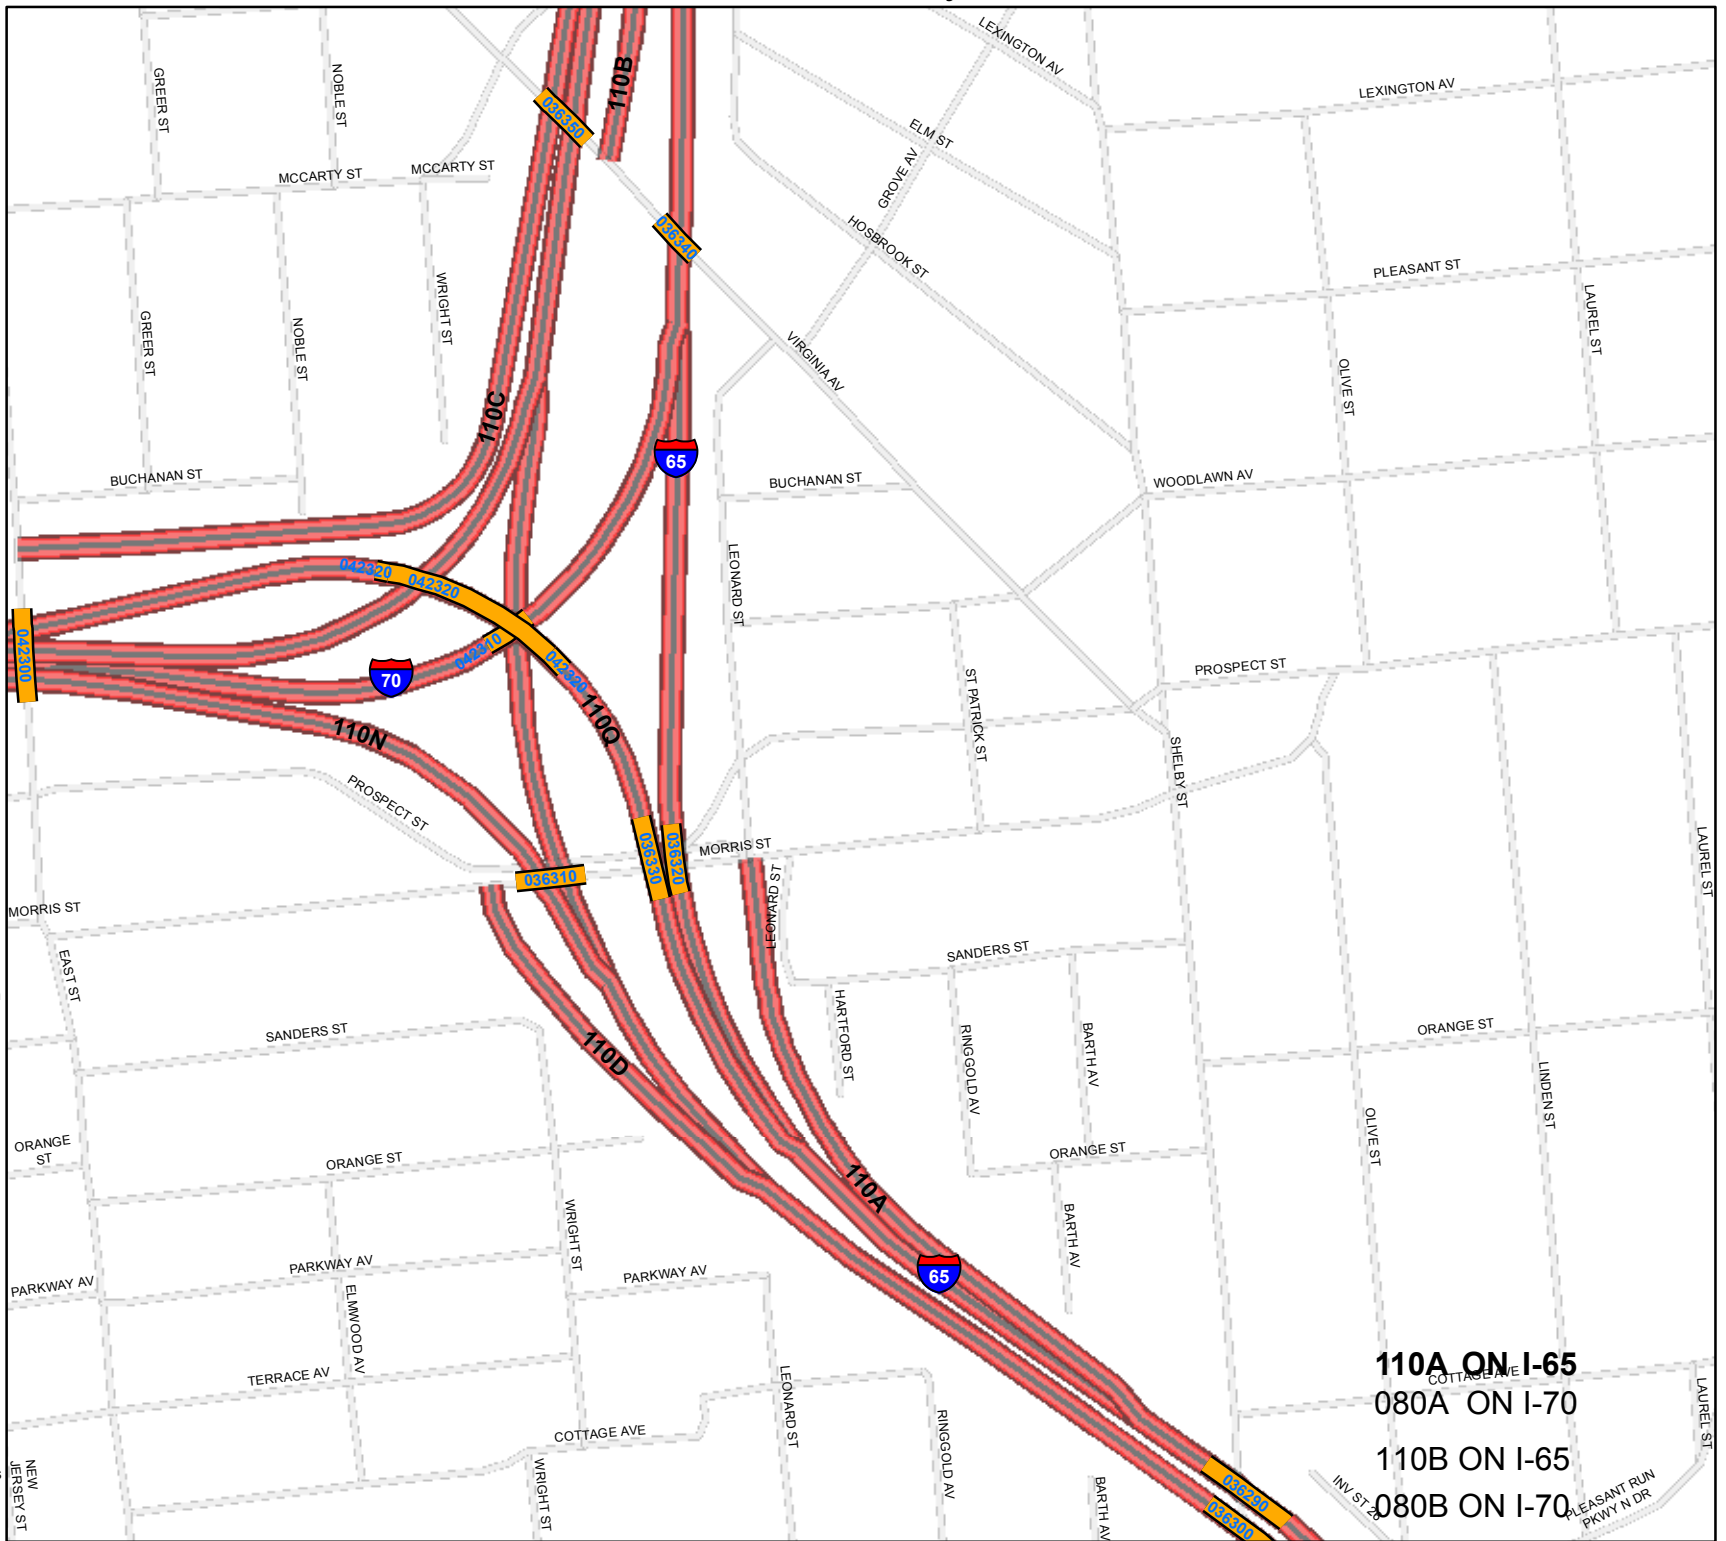 LEXINGTON AV
LEXINGTON AV
GREER ST
NOBLE ST
110B
036350
ELM ST
GROVE AV
MCCARTY ST
MCCARTY ST
036340
HOSBROOK ST
PLEASANT ST
WRIGHT ST
GREER ST
NOBLE ST
LAUREL ST
VIRGINIA AV
OLIVE ST
110C
65
BUCHANAN ST
BUCHANAN ST
WOODLAWN AV
LEONARD ST
042320
042320
042300
042310
042320
70
110Q
110N
PROSPECT ST
ST PATRICK ST
SHELBY ST
PROSPECT ST
036330
036320
MORRIS ST
LAUREL ST
036310
MORRIS ST
LEONARD ST
EAST ST
SANDERS ST
SANDERS ST
110D
HARTFORD ST
RINGGOLD AV
BARTH AV
ORANGE ST
LINDEN ST
OLIVE ST
ORANGE
ST
ORANGE ST
ORANGE ST
110A
WRIGHT ST
BARTH AV
PARKWAY AV
PARKWAY AV
PARKWAY AV
65
ELMWOOD AV
TERRACE AV
110A ON I-65
COTTAGE AVE
080A ON I-70
LEONARD ST
RINGGOLD AV
LAUREL ST
COTTAGE AVE
110B ON I-65
NEW
JERSEY ST
WRIGHT ST
BARTH AV
036290
036300
INV ST 26
080B ON I-70
PLEASANT RUN
PKWY N DR